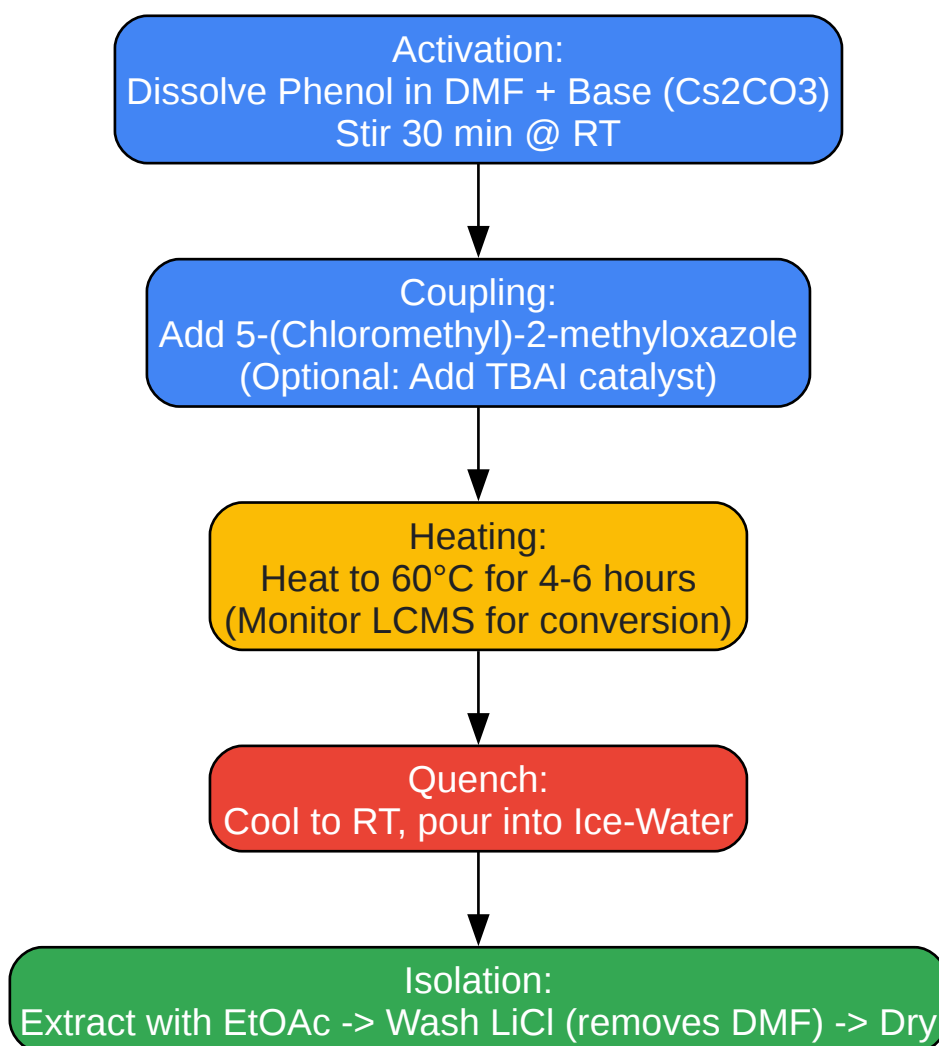 Activation:
Dissolve Phenol in DMF + Base (Cs2CO3)
Stir 30 min @ RT
Coupling:
Add 5-(Chloromethyl)-2-methyloxazole
(Optional: Add TBAI catalyst)
Heating:
Heat to 60°C for 4-6 hours
(Monitor LCMS for conversion)
Quench:
Cool to RT, pour into Ice-Water
Isolation:
Extract with EtOAc -> Wash LiCl (removes DMF) -> Dry